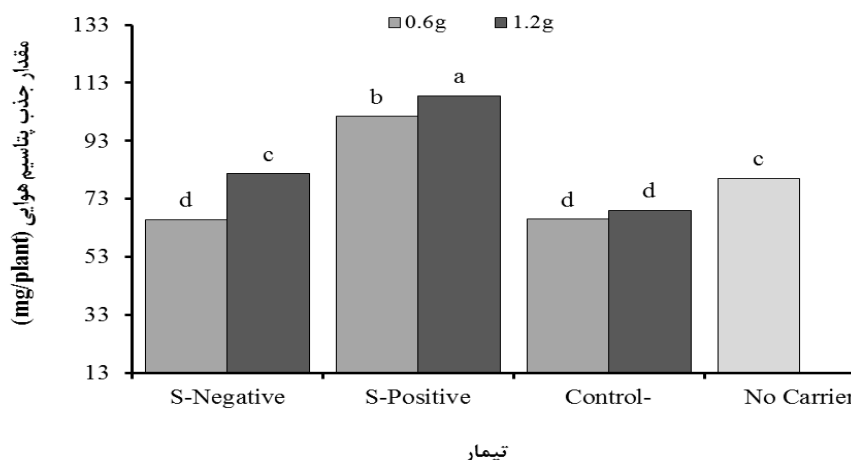 0.6g 1.2g
مقدار جذب پتاسیم هوایی (mg/plant)
133
113
93
73
53
33
13
d c b a d d c
S-Negative S-Positive Control- No Carrier
تیمار